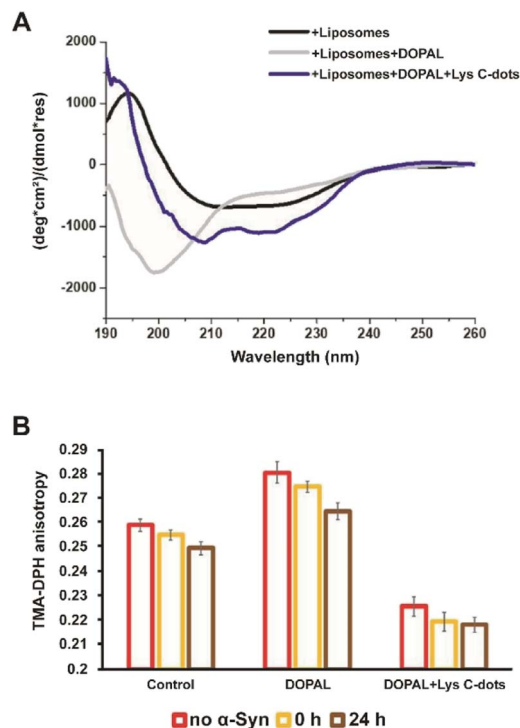 A
+Liposomes
+Liposomes+DOPAL
+Liposomes+DOPAL+Lys C-dots
2000
1000
0
-1000
-2000
(deg*cm²)/(dmol*res)
190 200 210 220 230 240 250 260
Wavelength (nm)
B
0.29
0.28
0.27
0.26
0.25
0.24
0.23
0.22
0.21
0.2
TMA-DPH anisotropy
Control DOPAL DOPAL+Lys C-dots
no α-Syn 0 h 24 h